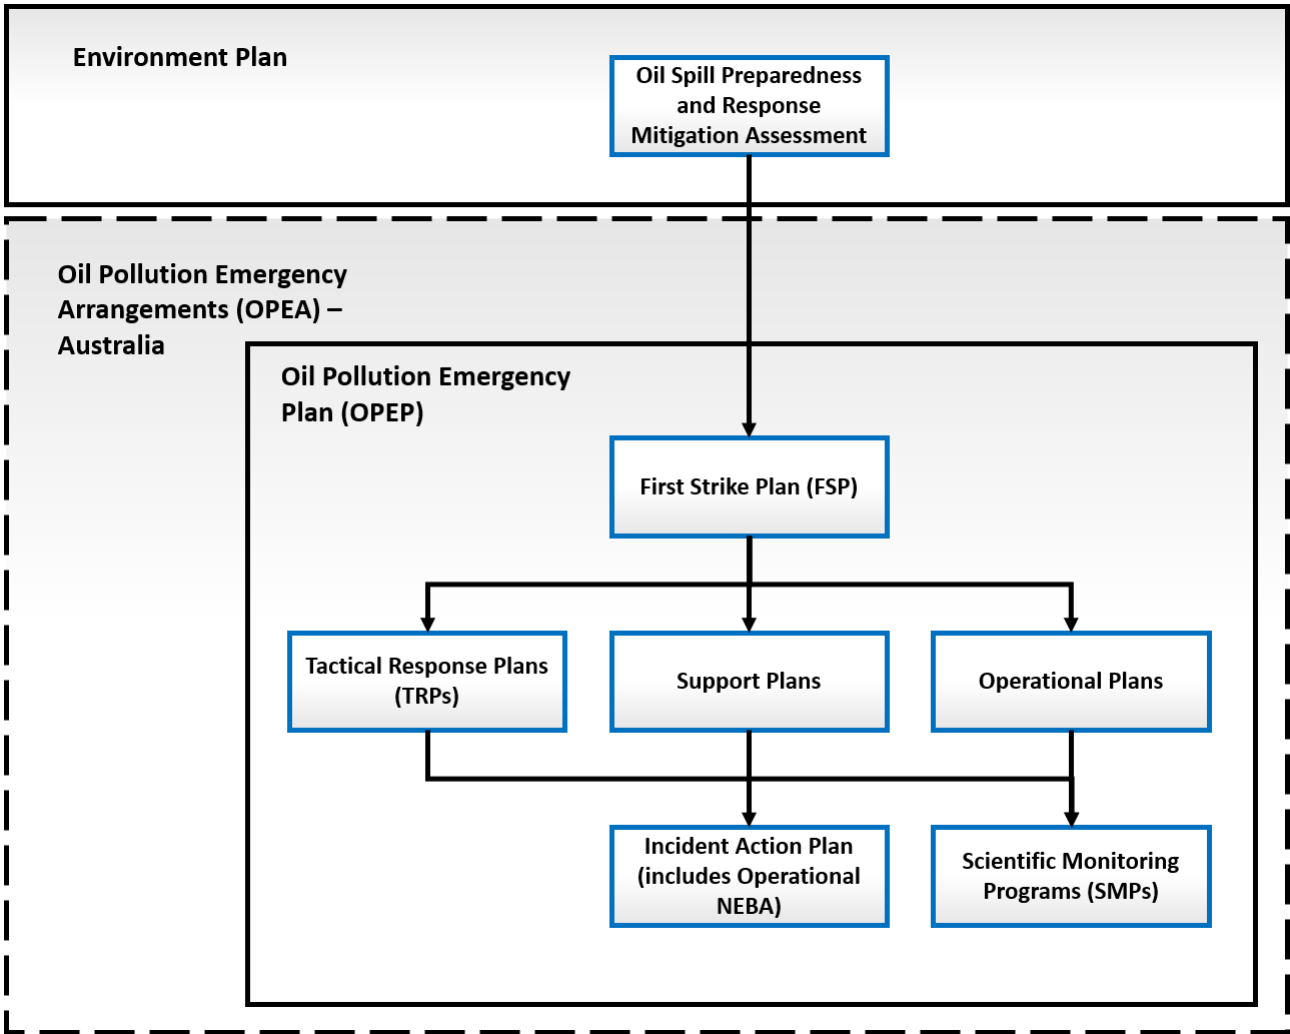 Environment Plan
Oil Spill Preparedness
and Response
Mitigation Assessment
Oil Pollution Emergency
Arrangements (OPEA) –
Australia
Oil Pollution Emergency
Plan (OPEP)
First Strike Plan (FSP)
Tactical Response Plans
(TRPs)
Support Plans
Operational Plans
Incident Action Plan
(includes Operational
NEBA)
Scientific Monitoring
Programs (SMPs)